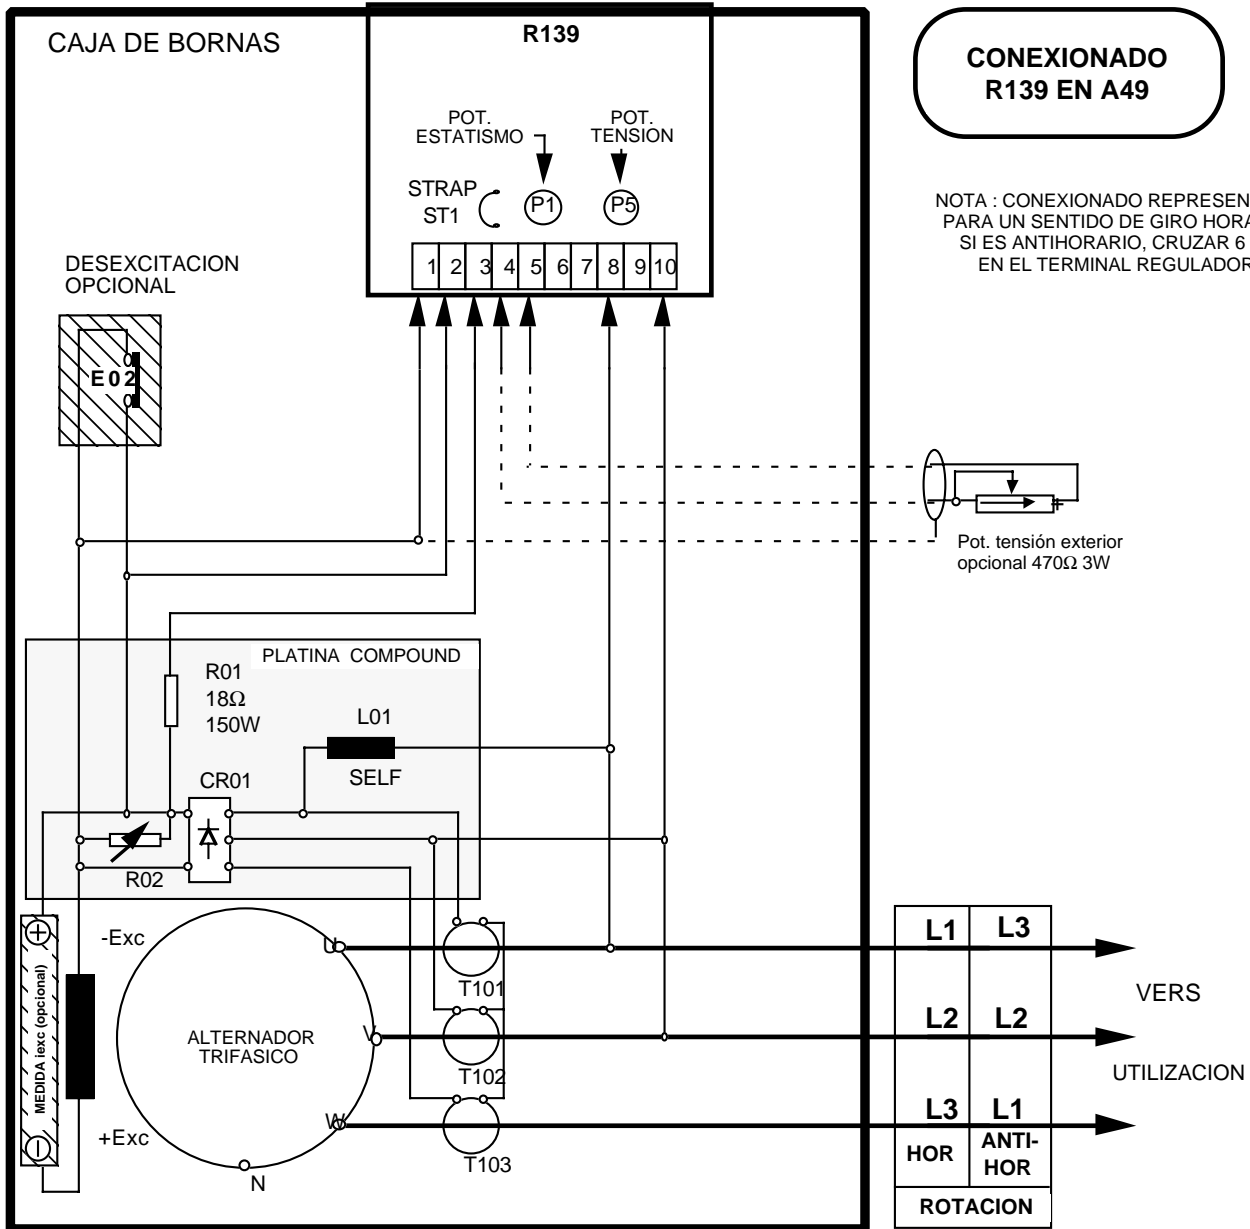 CAJA DE BORNAS
R139
CONEXIONADO
R139 EN A49
POT.
ESTATISMO
POT.
TENSION
STRAP
ST1
P1
P5
NOTA : CONEXIONADO REPRESEN
PARA UN SENTIDO DE GIRO HORA
SI ES ANTIHORARIO, CRUZAR 6
EN EL TERMINAL REGULADOR
1 2 3 4 5 6 7 8 9 10
DESEXCITACION
OPCIONAL
E02
Pot. tensión exterior
opcional 470Ω 3W
PLATINA COMPOUND
R01
18Ω
150W
L01
SELF
CR01
R02
MEDIDA iexc (opcional)
-Exc
+Exc
ALTERNADOR
TRIFASICO
U
V
W
N
T101
T102
T103
L1 L3
L2 L2
L3 L1
HOR
ANTI-
HOR
ROTACION
VERS
UTILIZACION